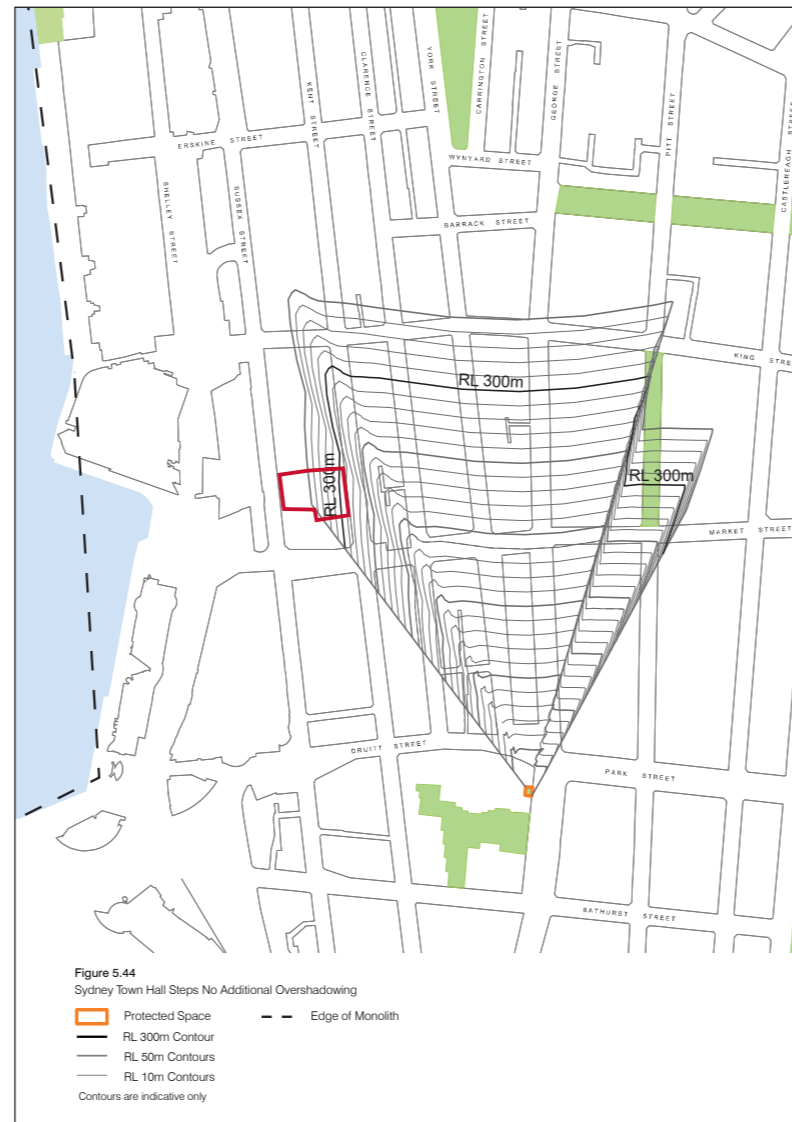 YORK STREET
CARRINGTON STREET
GEORGE STREET
CLARENCE STREET
KENT STREET
PITT STREET
ERSKINE STREET
WYNYARD STREET
CASTLEREAGH STREE
SHELLEY STREET
SUSSEX STREET
BARRACK STREET
KING STRE
RL 300m
RL 300m
RL 300m
MARKET STREET
DRUITT STREET
PARK STREET
BATHURST STREET
Figure 5.44
Sydney Town Hall Steps No Additional Overshadowing
Protected Space
Edge of Monolith
RL 300m Contour
RL 50m Contours
RL 10m Contours
Contours are indicative only